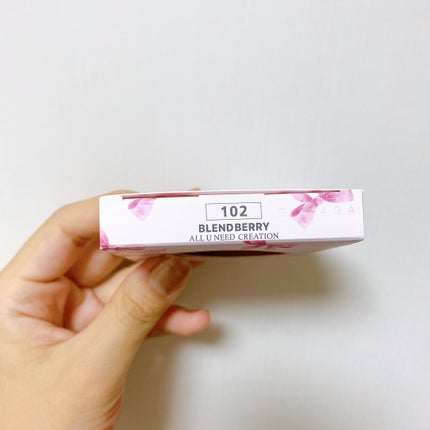 102
BLENDBERRY
ALL U NEED CREATION